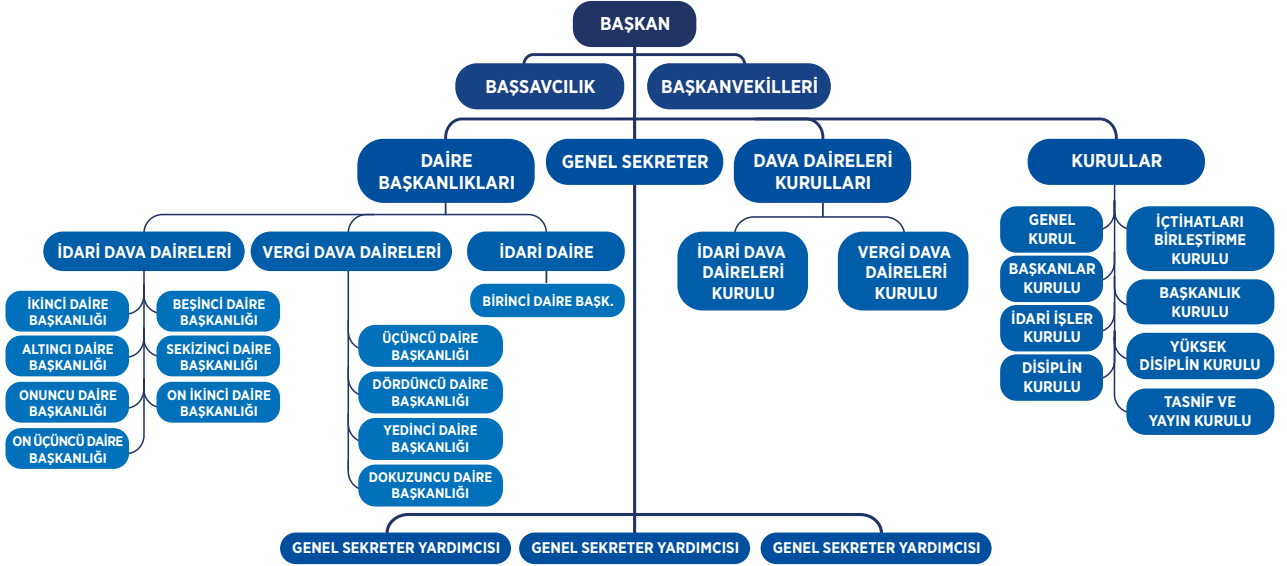 BAŞKAN
BAŞSAVCILIK
BAŞKANVEKİLLERİ
DAİRE
BAŞKANLIKLARI
GENEL SEKRETER
DAVA DAİRELERİ
KURULLARI
KURULLAR
İDARİ DAVA DAİRELERİ
VERGİ DAVA DAİRELERİ
İDARİ DAİRE
İKİNCİ DAİRE
BAŞKANLIĞI
BEŞİNCİ DAİRE
BAŞKANLIĞI
ALTINCI DAİRE
BAŞKANLIĞI
SEKİZİNCİ DAİRE
BAŞKANLIĞI
ONUNCU DAİRE
BAŞKANLIĞI
ON İKİNCİ DAİRE
BAŞKANLIĞI
ON ÜÇÜNCÜ DAİRE
BAŞKANLIĞI
ÜÇÜNCÜ DAİRE
BAŞKANLIĞI
DÖRDÜNCÜ DAİRE
BAŞKANLIĞI
YEDİNCİ DAİRE
BAŞKANLIĞI
DOKUZUNCU DAİRE
BAŞKANLIĞI
BİRİNCİ DAİRE BAŞK.
İDARİ DAVA
DAİRELERİ
KURULU
VERGİ DAVA
DAİRELERİ
KURULU
GENEL
KURUL
İÇTİHATLARI
BİRLEŞTİRME
KURULU
BAŞKANLAR
KURULU
BAŞKANLIK
KURULU
İDARİ İŞLER
KURULU
YÜKSEK
DİSİPLİN KURULU
DİSİPLİN
KURULU
TASNİF VE
YAYIN KURULU
GENEL SEKRETER YARDIMCISI
GENEL SEKRETER YARDIMCISI
GENEL SEKRETER YARDIMCISI